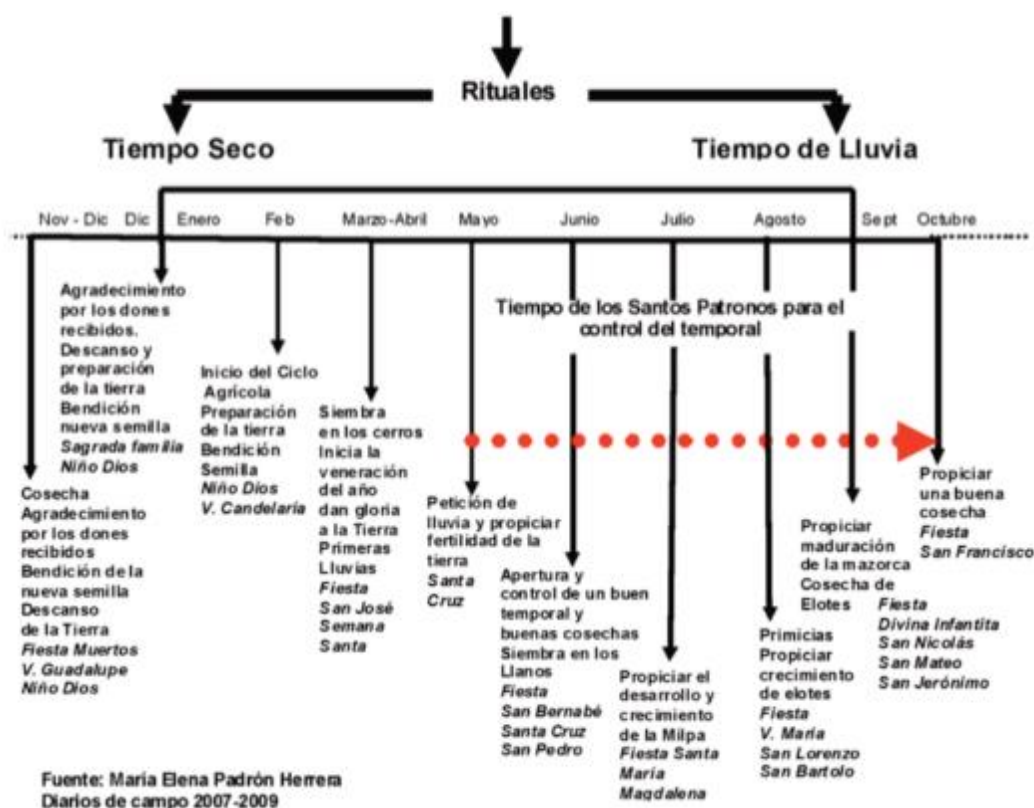 Rituales
Tiempo Seco
Tiempo de Lluvia
Nov - Dic Dic Enero Feb Marzo-Abril Mayo Junio Julio Agosto Sept Octubre
Agradecimiento
por los dones
recibidos.
Descanso y
preparación
de la tierra
Bendición
nueva semilla
Sagrada família
Niño Dios
Cosecha
Agradecimiento
por los dones
recibidos
Bendición de la
nueva semilla
Descanso
de la Tierra
Fiesta Muertos
V. Guadalupe
Niño Dios
Inicio del Ciclo
Agrícola
Preparación
de la tierra
Bendición
Semilla
Niño Dios
V. Candelaría
Siembra
en los cerros
Inicia la
veneración
del año
dan gloria
a la Tierra
Primeras
Lluvias
Fiesta
San José
Semana
Santa
Tiempo de los Santos Patronos para el
control del temporal
Petición de
lluvia y propiciar
fertilidad de la
tierra
Santa
Cruz
Apertura y
control de un buen
temporal y
buenas cosechas
Siembra en los
Llanos
Fiesta
San Bernabé
Santa Cruz
San Pedro
Propiciar el
desarrollo y
crecimiento
de la Milpa
Fiesta Santa
María
Magdalena
Primicias
Propiciar
crecimiento
de elotes
Fiesta
V. María
San Lorenzo
San Bartolo
Propiciar
maduración
de la mazorca
Cosecha de
Elotes
Fiesta
Divina Infantita
San Nicolás
San Mateo
San Jerónimo
Propiciar
una buena
cosecha
Fiesta
San Francisco
Fuente: María Elena Padrón Herrera
Diarios de campo 2007-2009